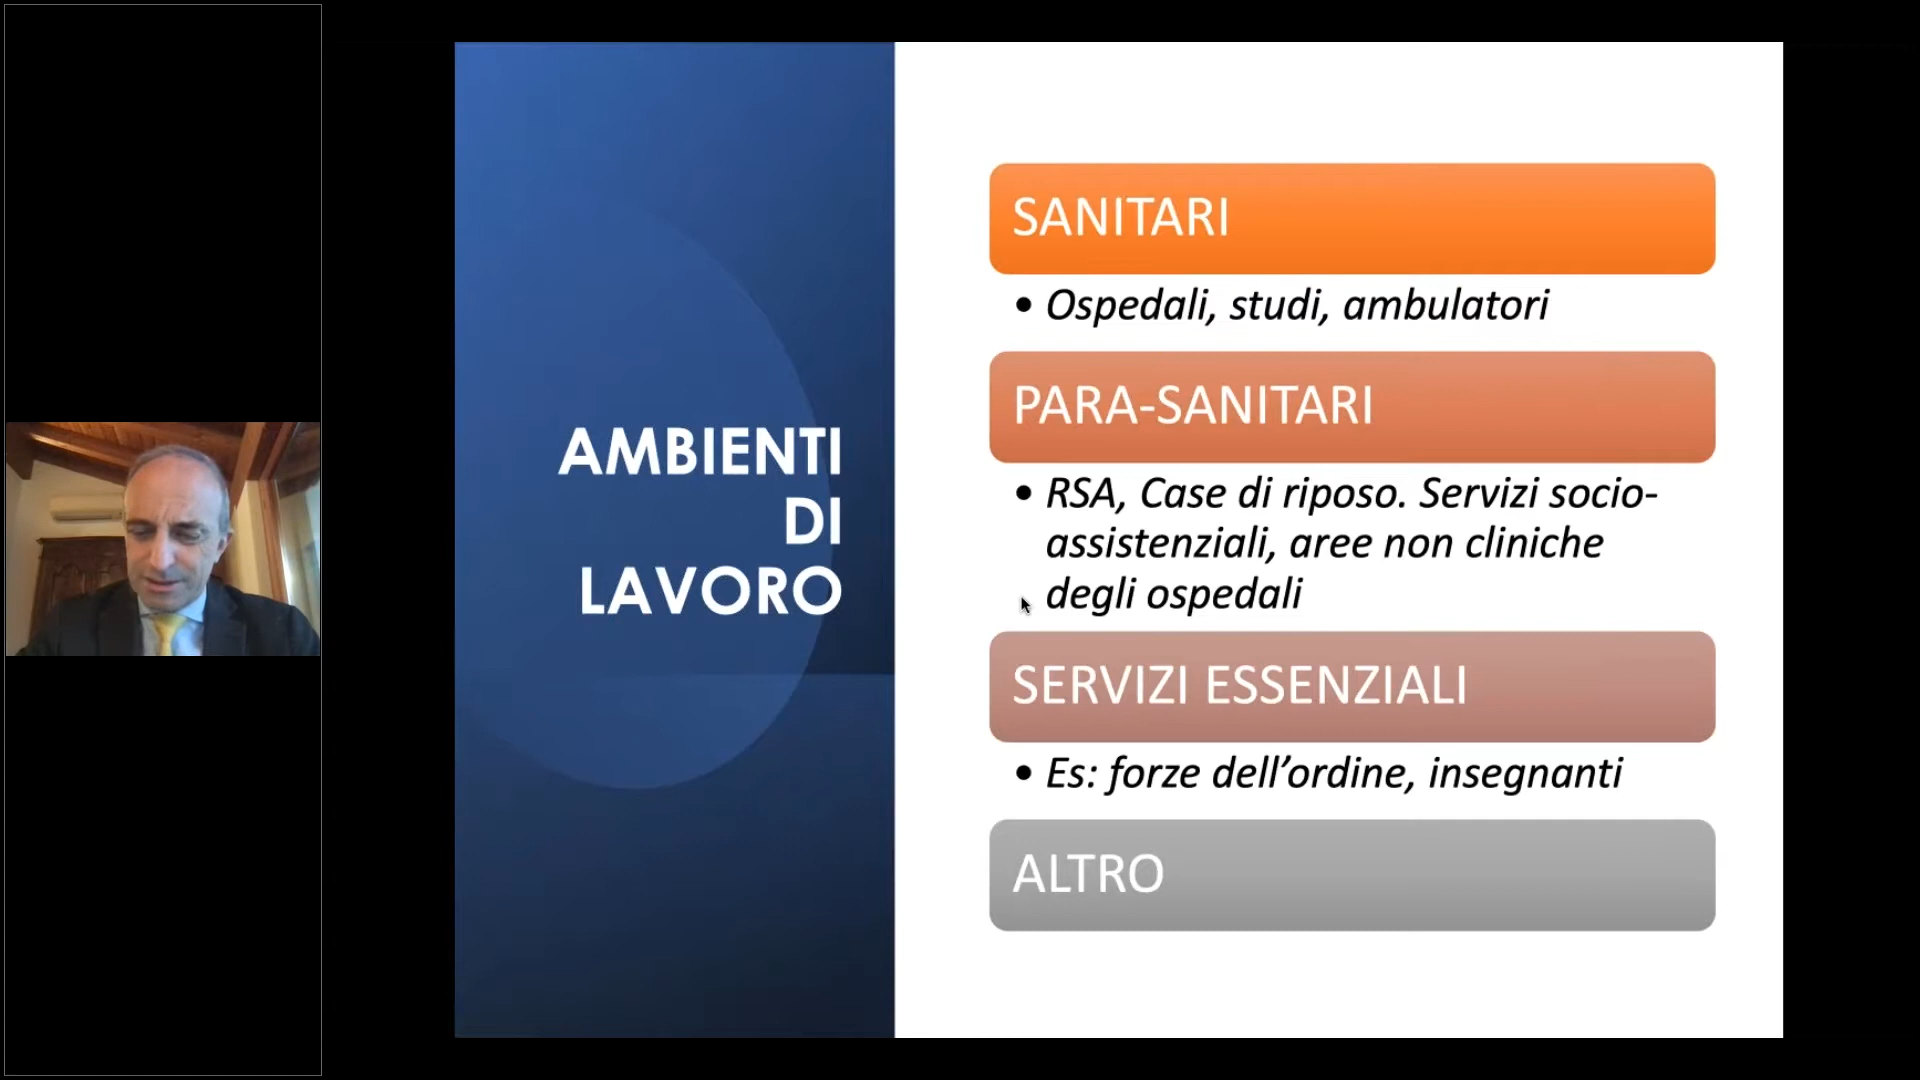 AMBIENTI
DI
LAVORO
SANITARI
• Ospedali, studi, ambulatori
PARA-SANITARI
• RSA, Case di riposo. Servizi socio-
assistenziali, aree non cliniche
degli ospedali
SERVIZI ESSENZIALI
• Es: forze dell’ordine, insegnanti
ALTRO